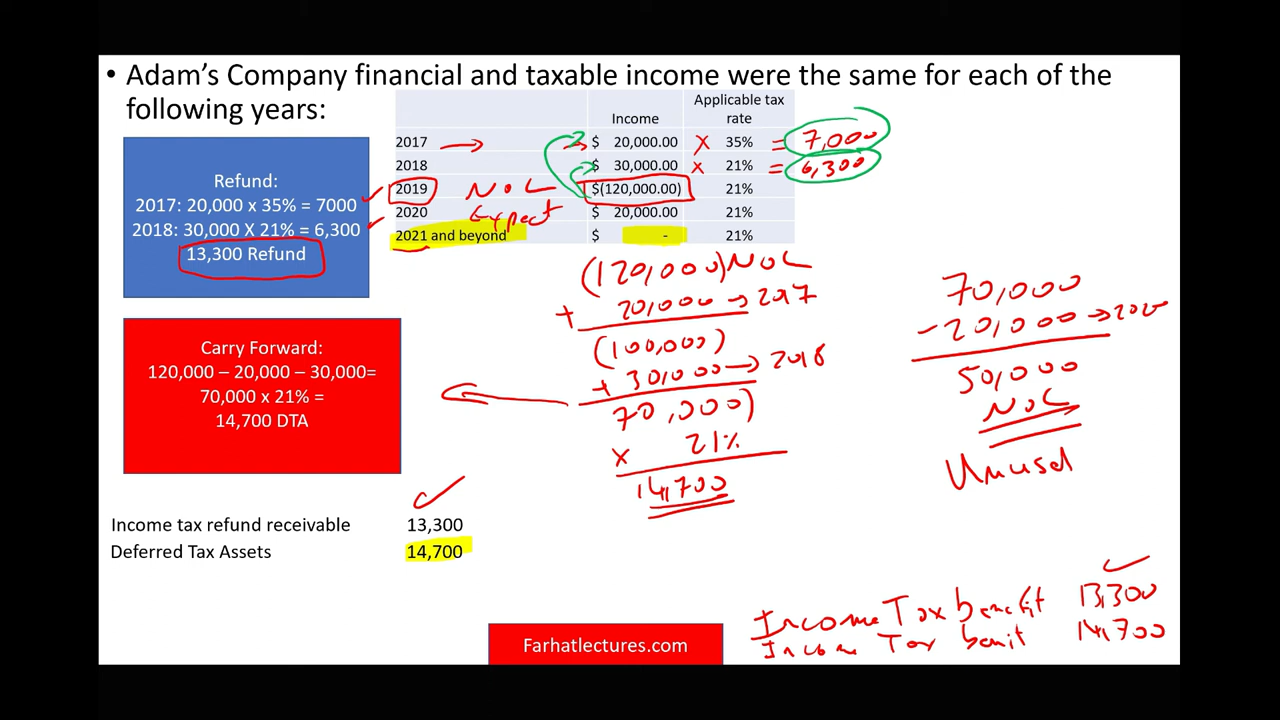 • Adam's Company financial and taxable income were the same for each of the
following years:
Income Applicable tax rate
2017 → $ 20,000.00 X 35% = 7,000
2018 $ 30,000.00 x 21% = 6,300
2019 NOL $(120,000.00) 21%
2020 Expect $ 20,000.00 21%
2021 and beyond $ - 21%
Refund:
2017: 20,000 x 35% = 7000
2018: 30,000 X 21% = 6,300
13,300 Refund
Carry Forward:
120,000 – 20,000 – 30,000=
70,000 x 21% =
14,700 DTA
(120,000) NOL
+ 20,000 → 2017
(100,000)
+ 30,000 → 2018
70,000)
x 21%
14,700
70,000
- 20,000 → 2020
50,000
NOL
Unused
Income tax refund receivable 13,300
Deferred Tax Assets 14,700
Income Tax benefit 13,300
Income Tax benit 14,700
Farhatlectures.com